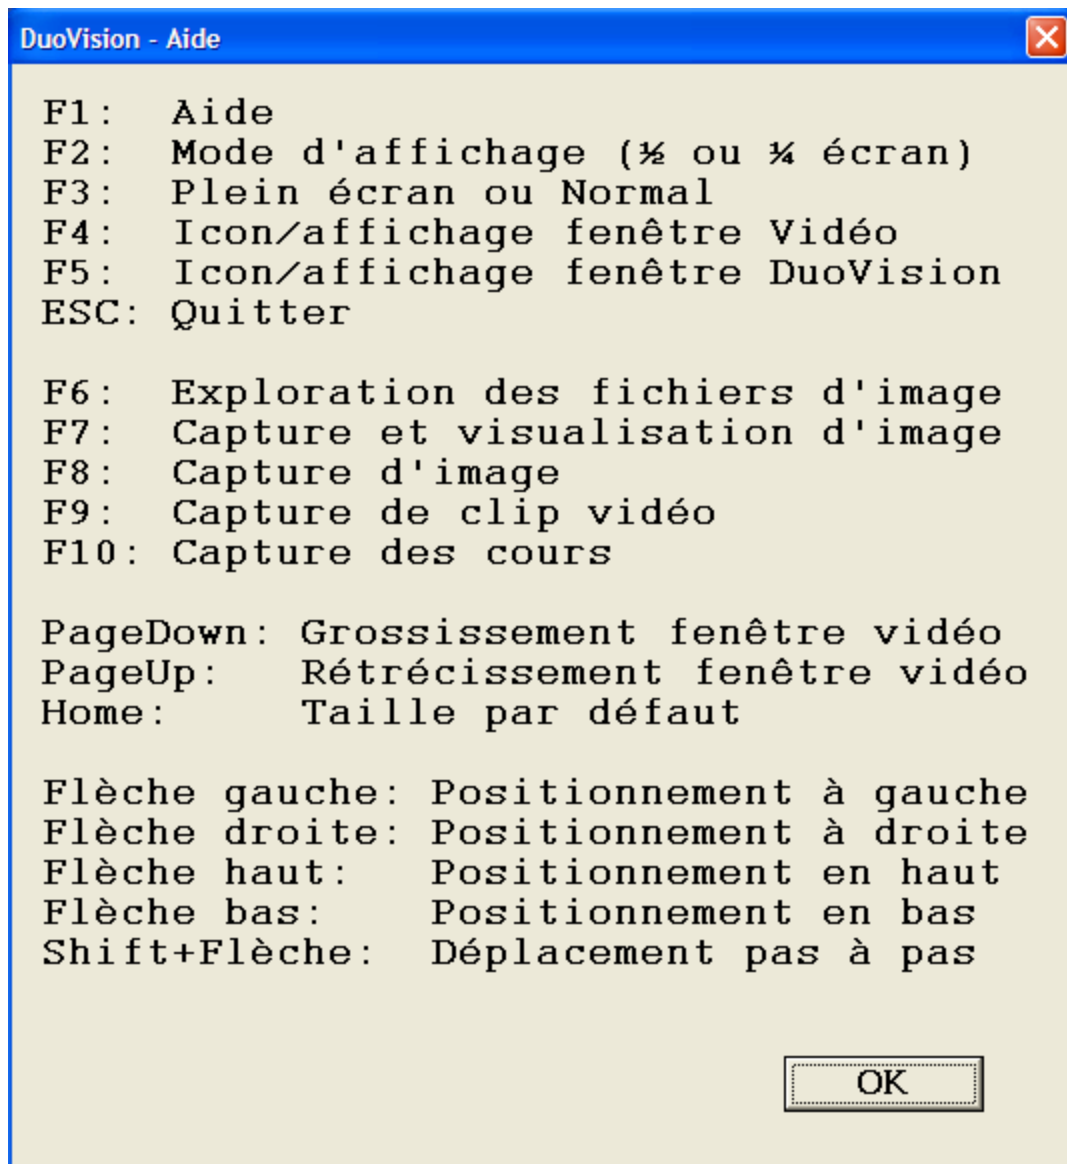 DuoVision - Aide
F1: Aide
F2: Mode d'affichage (½ ou ¼ écran)
F3: Plein écran ou Normal
F4: Icon/affichage fenêtre Vidéo
F5: Icon/affichage fenêtre DuoVision
ESC: Quitter
F6: Exploration des fichiers d'image
F7: Capture et visualisation d'image
F8: Capture d'image
F9: Capture de clip vidéo
F10: Capture des cours
PageDown: Grossissement fenêtre vidéo
PageUp: Rétrécissement fenêtre vidéo
Home: Taille par défaut
Flèche gauche: Positionnement à gauche
Flèche droite: Positionnement à droite
Flèche haut: Positionnement en haut
Flèche bas: Positionnement en bas
Shift+Flèche: Déplacement pas à pas
OK